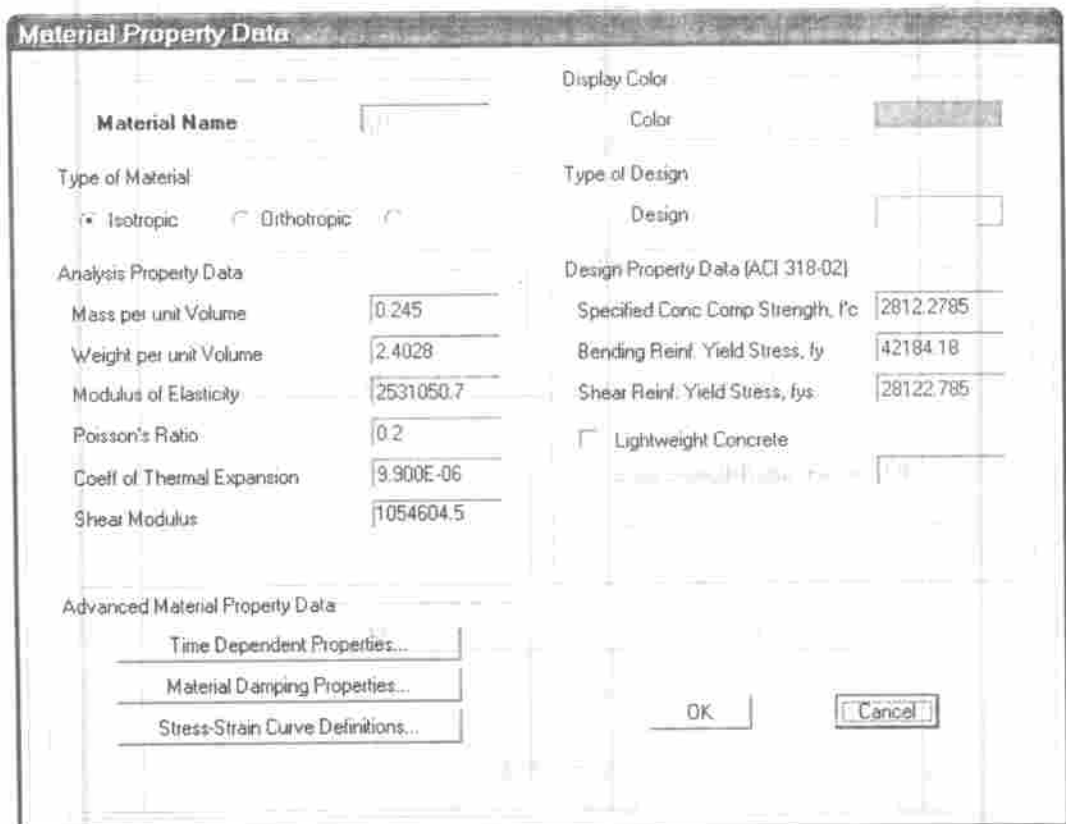 Material Property Data
Display Color
Material Name
Color
Type of Material
Type of Design
Isotropic Orthotropic
Design
Analysis Property Data
Design Property Data (ACI 318-02)
Mass per unit Volume 0.245
Specified Conc Comp Strength, f'c 2812.2785
Weight per unit Volume 2.4028
Bending Reinf. Yield Stress, fy 42184.18
Modulus of Elasticity 2531050.7
Shear Reinf. Yield Stress, fys 28122.785
Poisson's Ratio 0.2
Lightweight Concrete
Coeff of Thermal Expansion 9.900E-06
Shear Modulus 1054604.5
Advanced Material Property Data
Time Dependent Properties...
Material Damping Properties...
Stress-Strain Curve Definitions...
OK
Cancel